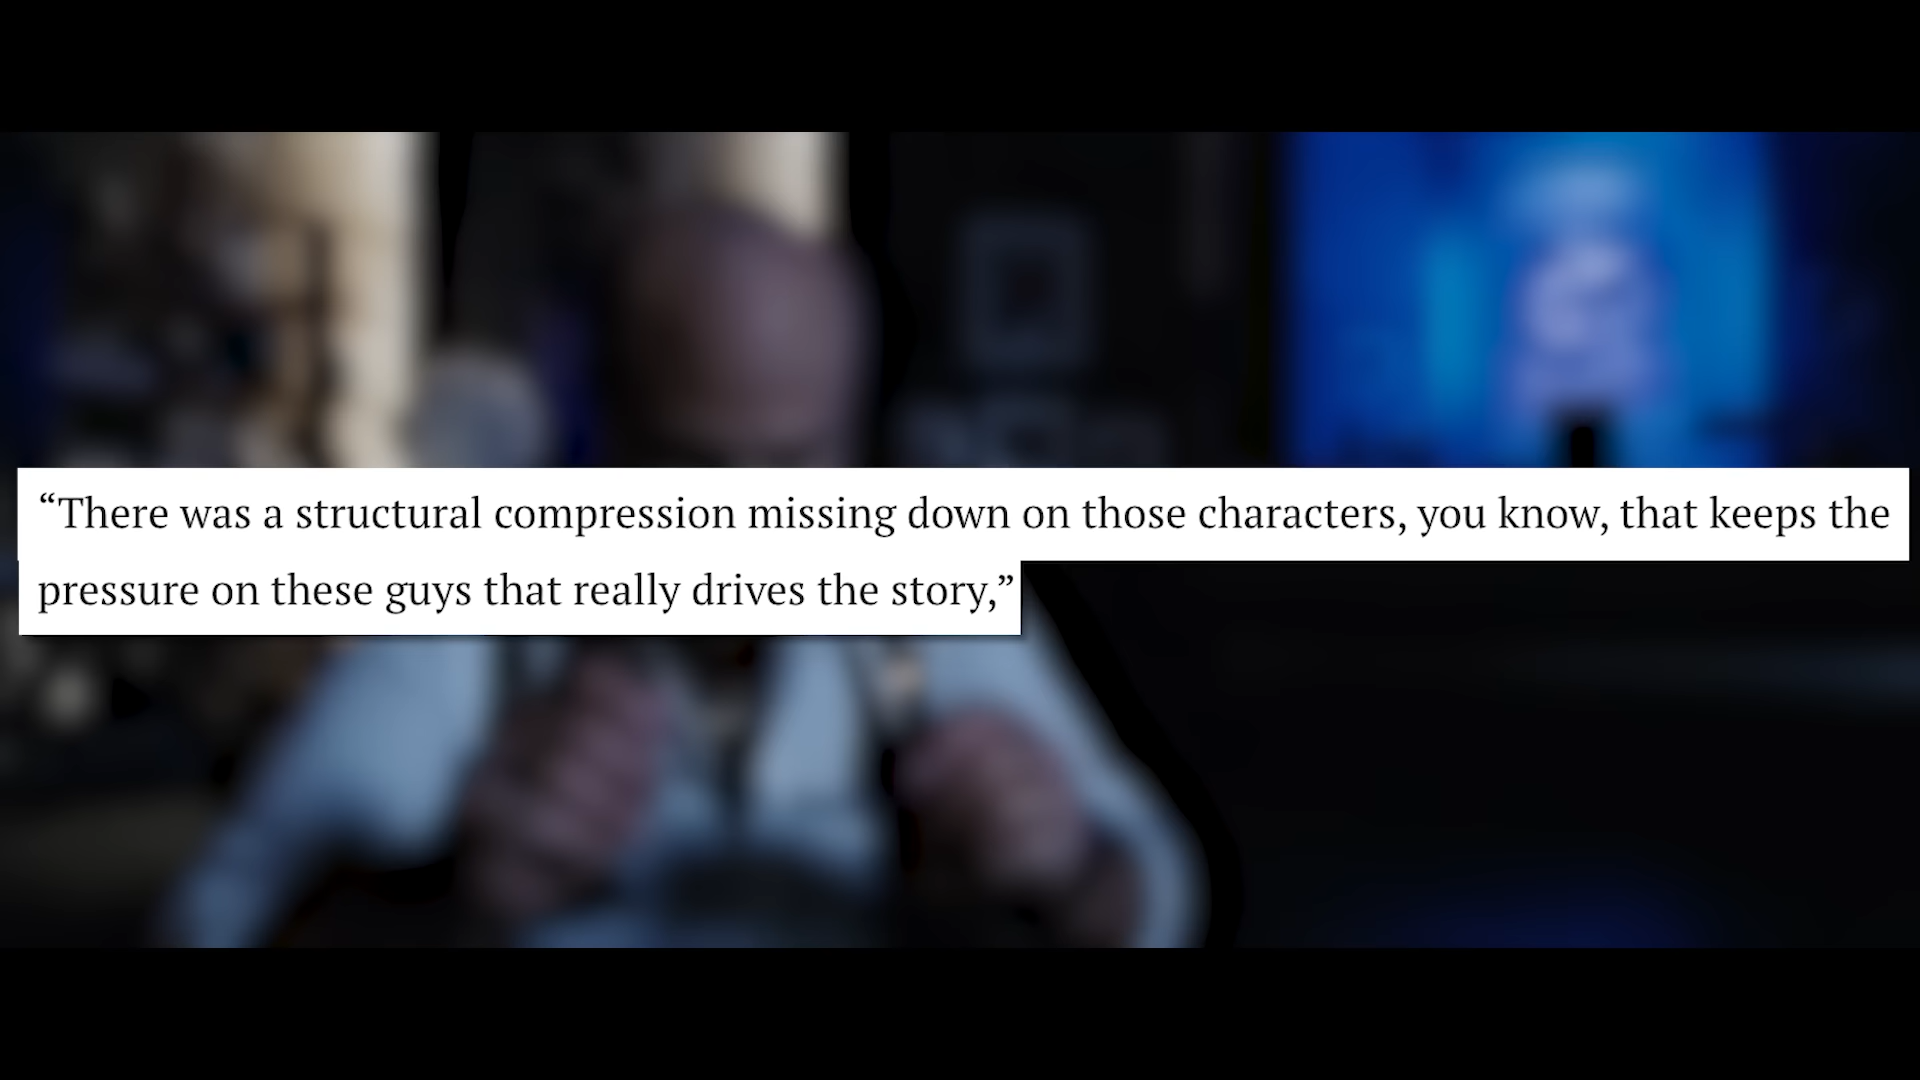 “There was a structural compression missing down on those characters, you know, that keeps the
pressure on these guys that really drives the story,”